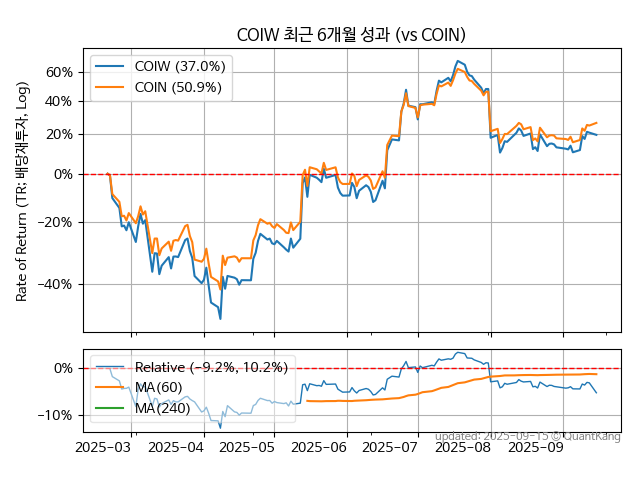 COIW 최근 6개월 성과 (vs COIN)
Rate of Return (TR: 배당재투자, Log)
60%
40%
20%
0%
−20%
−40%
COIW (37.0%)
COIN (50.9%)
0%
−10%
Relative (−9.2%, 10.2%)
MA(60)
MA(240)
2025-03
2025-04
2025-05
2025-06
2025-07
2025-08
2025-09
updated: 2025-09-15 © QuantKang